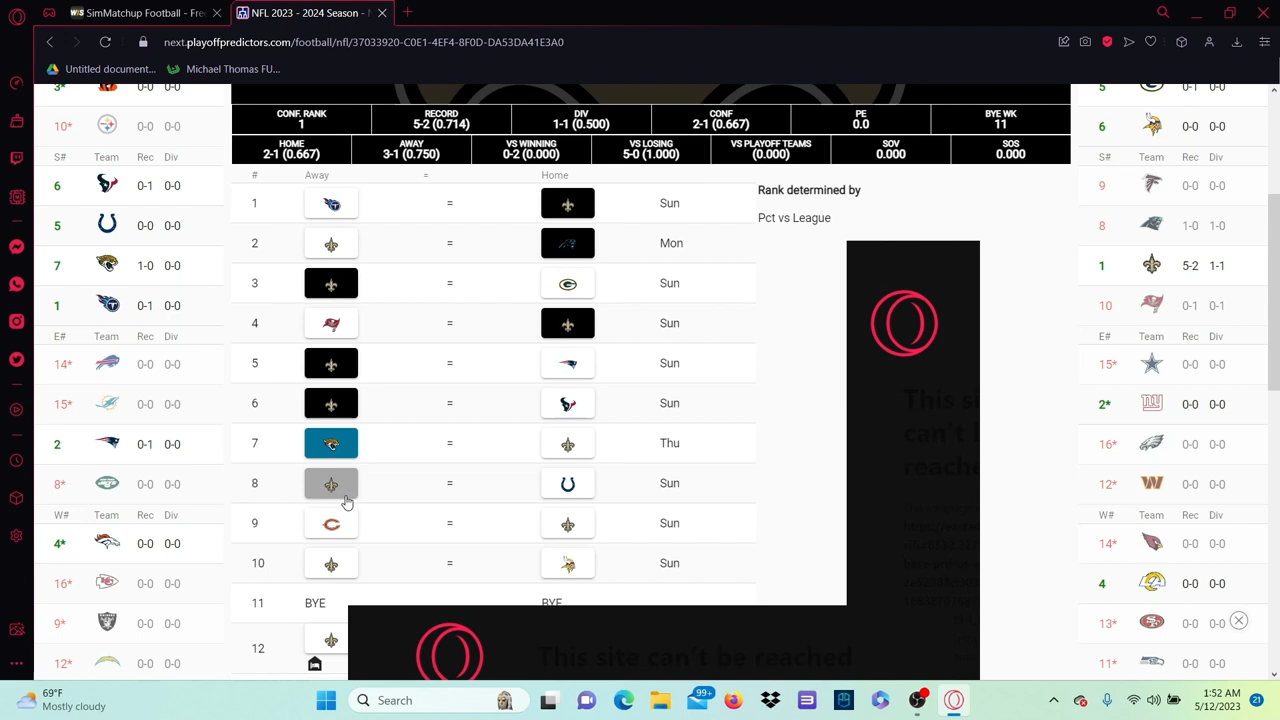 SimMatchup Football - Fre
NFL 2023 - 2024 Season - N
next.playoffpredictors.com/football/nfl/37033920-C0E1-4EF4-8F0D-DA53DA41E3A0
Untitled document...
Michael Thomas FU...
CONF. RANK RECORD DIV CONF PE BYE WK
1 5-2 (0.714) 1-1 (0.500) 2-1 (0.667) 0.0 11
HOME AWAY VS WINNING VS LOSING VS PLAYOFF TEAMS SOV SOS
2-1 (0.667) 3-1 (0.750) 0-2 (0.000) 5-0 (1.000) (0.000) 0.000 0.000
# Away = Home
1 = Sun
2 = Mon
3 = Sun
4 = Sun
5 = Sun
6 = Sun
7 = Thu
8 = Sun
9 = Sun
10 = Sun
11 BYE BYE
12
Rank determined by
Pct vs League
3* 0-0 0-0
10* 0-0 0-0
S# Team Rec Div
6 0-1 0-0
5 0-0 0-0
7 1-0 0-0
1 0-1 0-0
E# Team Rec Div
14* 0-0 0-0
15* 0-0 0-0
2 0-1 0-0
8* 0-0 0-0
W# Team Rec Div
4* 0-0 0-0
16* 0-0 0-0
9* 0-0 0-0
12* 0-0 0-0
5 0-1 0-0
6 0-0 0-0
S# Team Rec Div
9 0-0 0-0
8 1-0 1-0
1 5-2 1-1
10 0-1 0-1
E# Team Rec Div
15* 0-0 0-0
2* 0-0 0-0
16* 0-0 0-0
12* 0-0 0-0
W# Team Rec Div
14* 0-0 0-0
4 0-0 0-0
13* 0-0 0-0
11* 0-0 0-0
This si
can't b
reache
This site can't be reached
69°F
Mostly cloudy
Search
99+
1:52 AM
5/12/2023
21